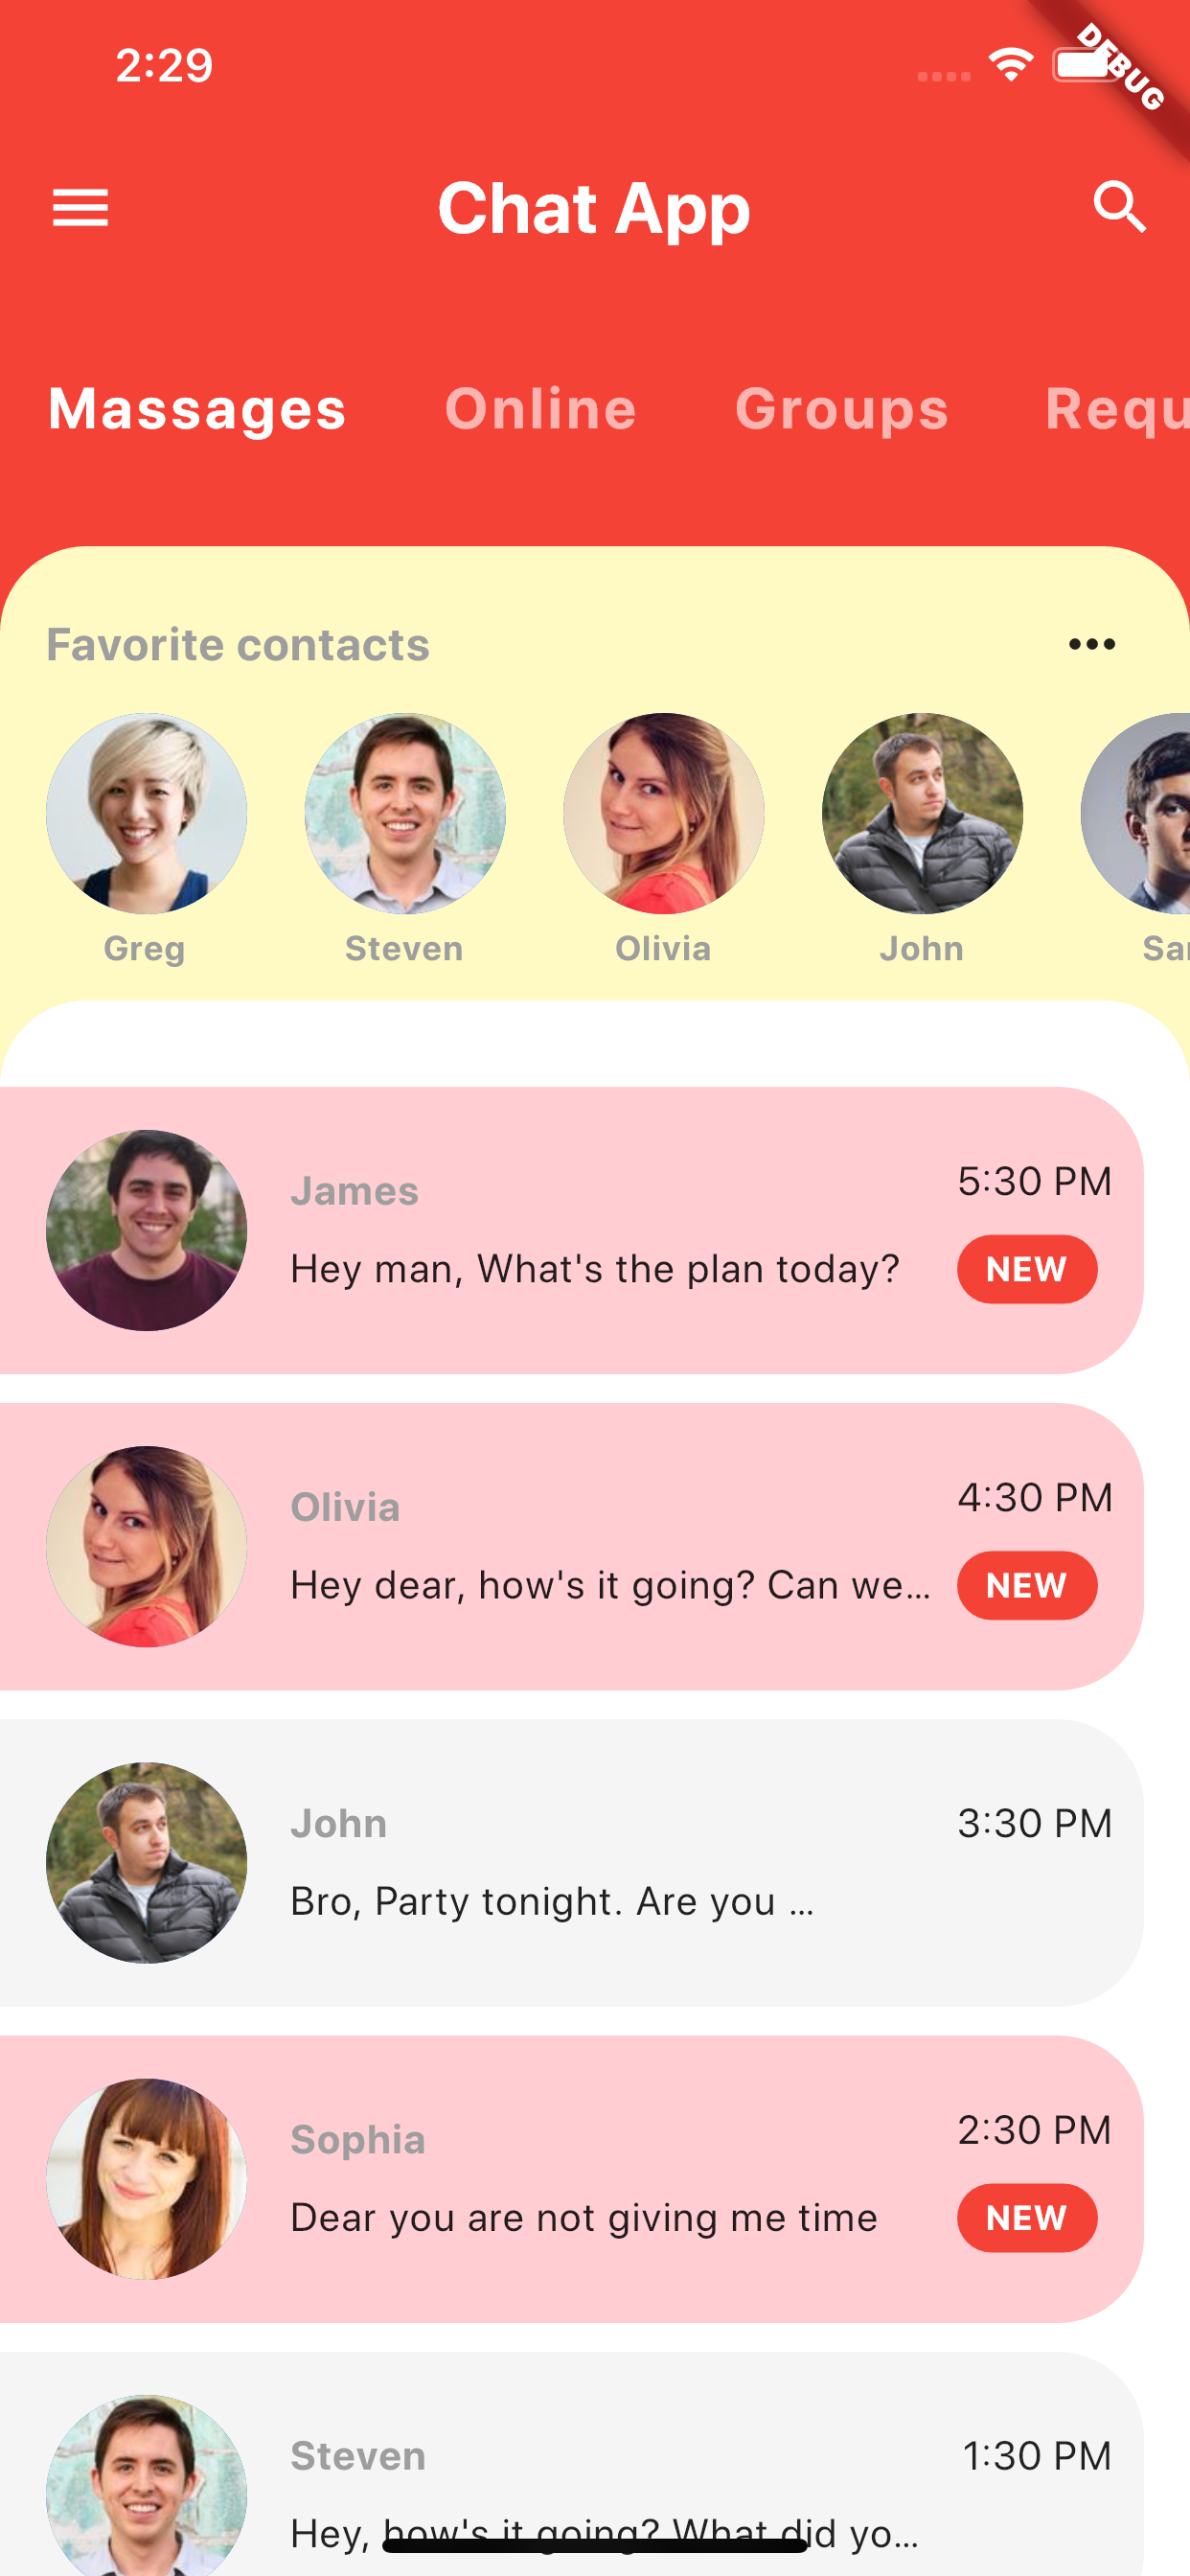 2:29
DEBUG
Chat App
Massages Online Groups Requ
Favorite contacts
Greg Steven Olivia John Sa
James 5:30 PM
Hey man, What's the plan today? NEW
Olivia 4:30 PM
Hey dear, how's it going? Can we... NEW
John 3:30 PM
Bro, Party tonight. Are you ...
Sophia 2:30 PM
Dear you are not giving me time NEW
Steven 1:30 PM
Hey, how's it going? What did yo...